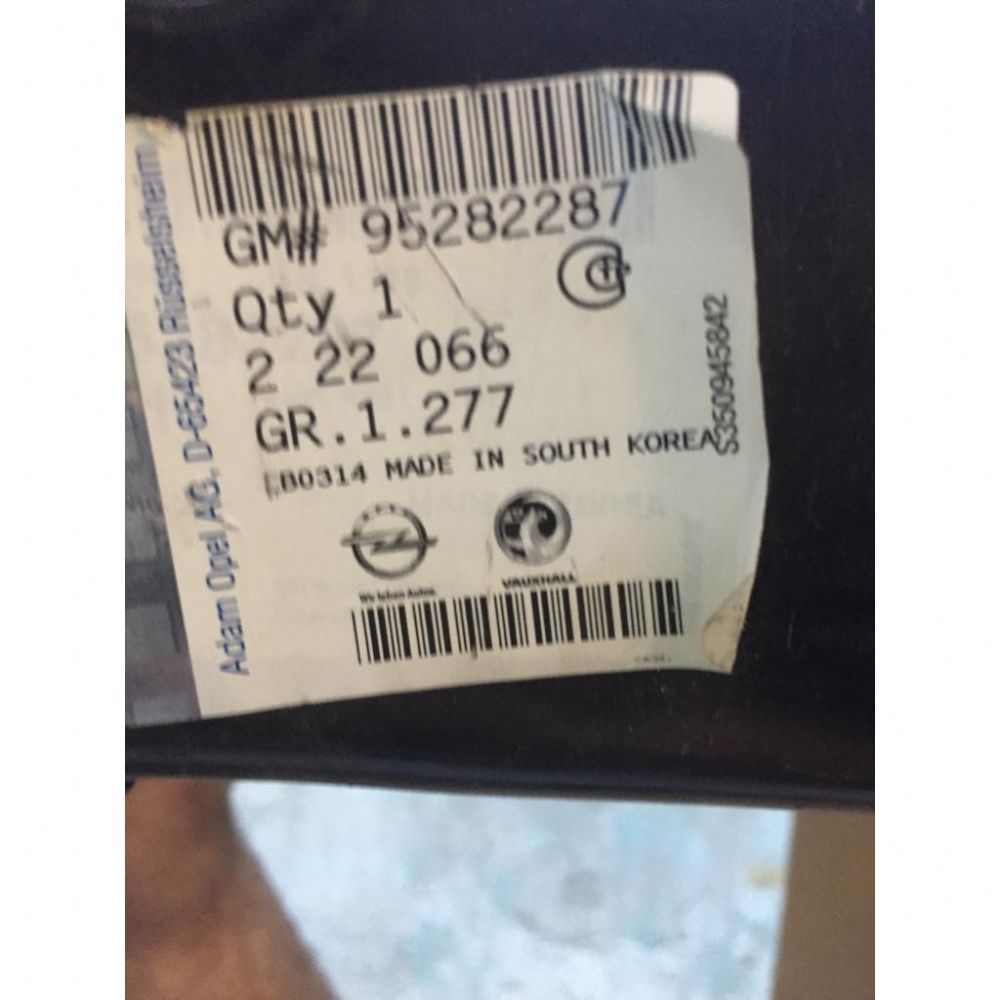 GM# 95282287
Qty 1
2 22 066
GR.1.277
EB0314 MADE IN SOUTH KOREA
VAUXHALL
Wir leben Autos.
Adam Opel AG, D-65423 Rüsselsheim
S350945842